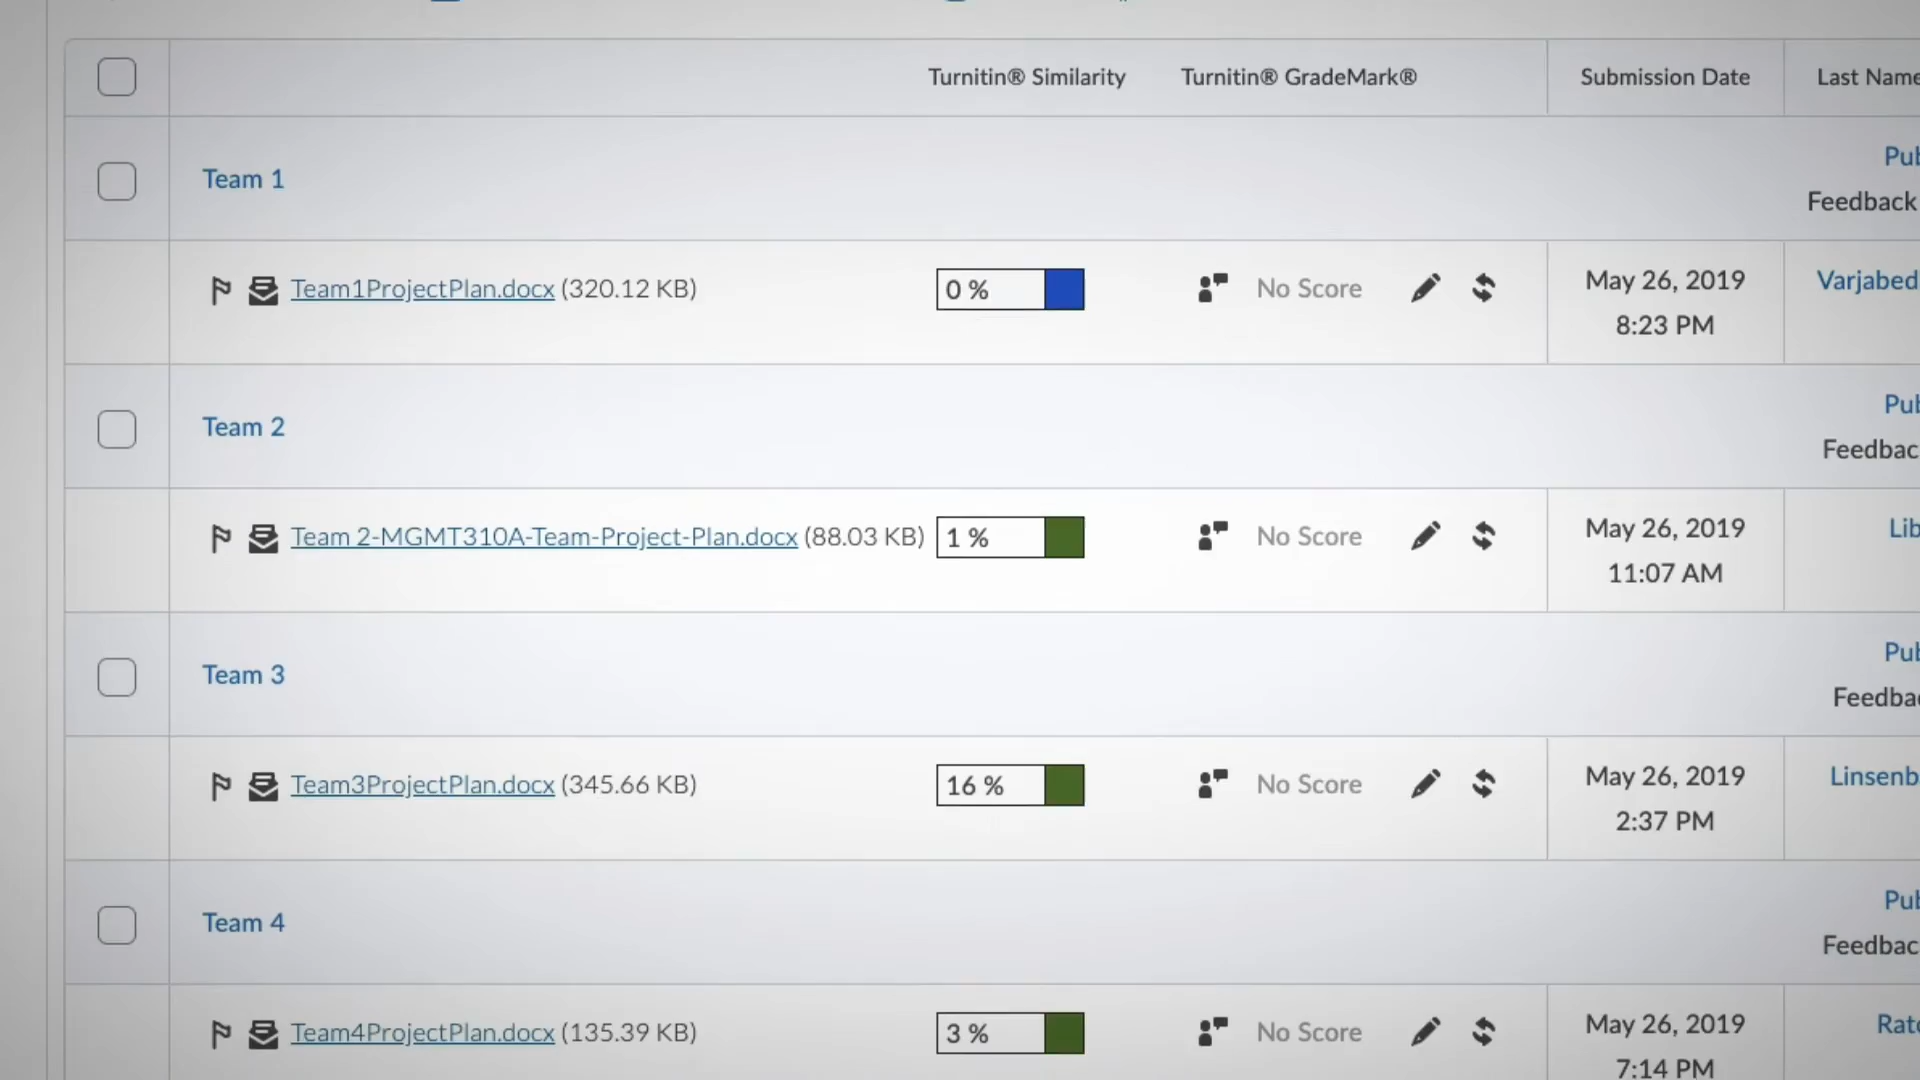 Turnitin® Similarity Turnitin® GradeMark® Submission Date Last Name
Team 1
Feedback
Team1ProjectPlan.docx (320.12 KB) 0 % No Score May 26, 2019
8:23 PM
Team 2
Team 2-MGMT310A-Team-Project-Plan.docx (88.03 KB) 1 % No Score May 26, 2019
11:07 AM
Team 3
Team3ProjectPlan.docx (345.66 KB) 16 % No Score May 26, 2019
2:37 PM
Team 4
Team4ProjectPlan.docx (135.39 KB) 3 % No Score May 26, 2019
7:14 PM